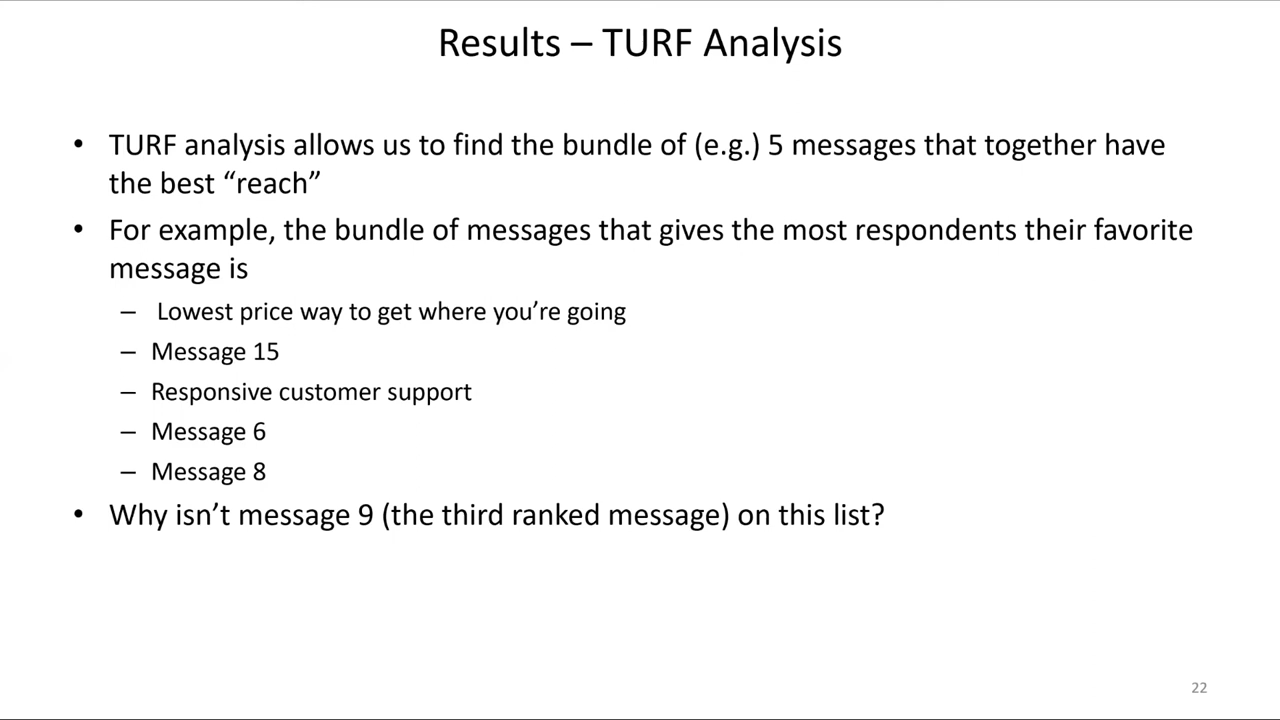 Results – TURF Analysis
• TURF analysis allows us to find the bundle of (e.g.) 5 messages that together have
the best “reach”
• For example, the bundle of messages that gives the most respondents their favorite
message is
– Lowest price way to get where you’re going
– Message 15
– Responsive customer support
– Message 6
– Message 8
• Why isn’t message 9 (the third ranked message) on this list?
22